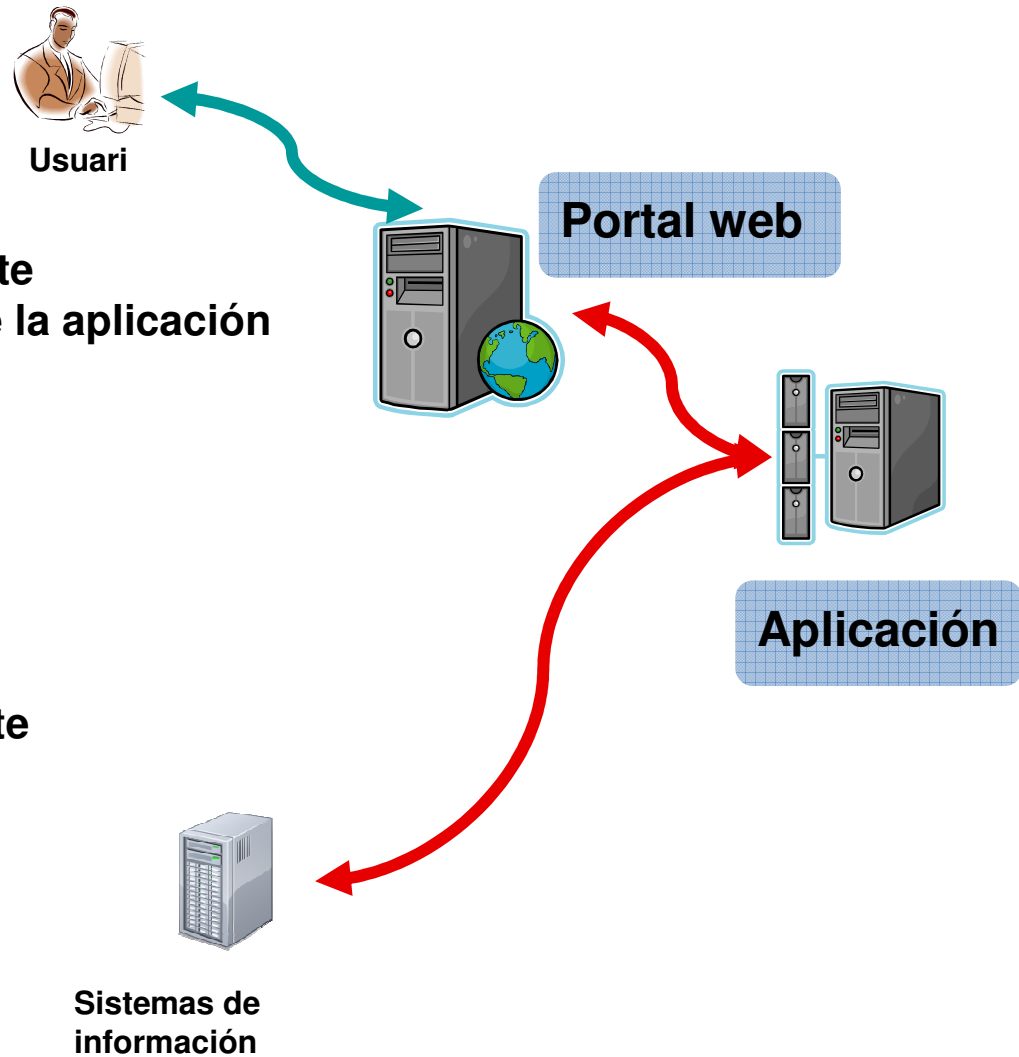 Usuari
Portal web
te
e la aplicación
Aplicación
te
Sistemas de
información